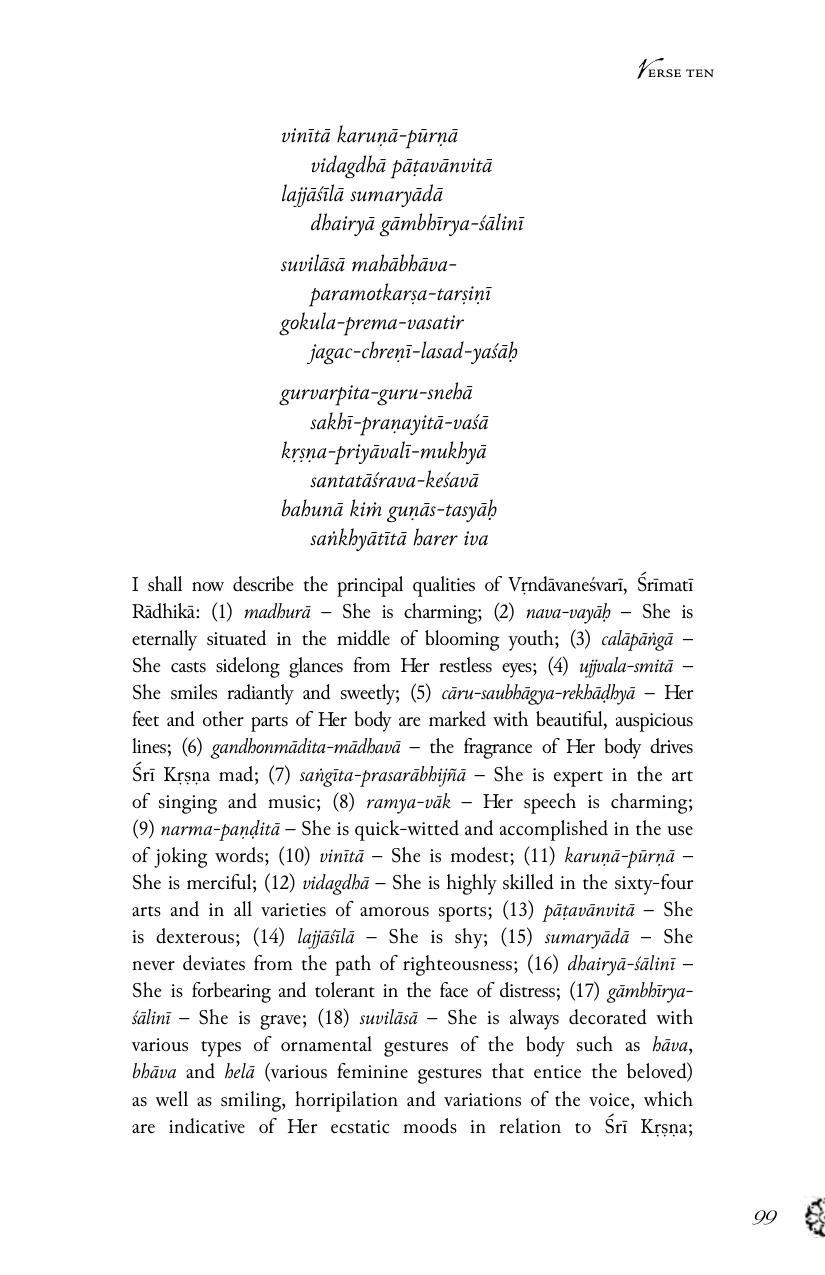 VERSE TEN
vinītā karuṇā-pūrṇā
vidagdhā pāṭavānvitā
lajjāśīlā sumaryādā
dhairyā gāmbhīrya-śālinī
suvilāsā mahābhāva-
paramotkarṣa-tarṣiṇī
gokula-prema-vasatir
jagac-chreṇī-lasad-yaśāḥ
gurvarpita-guru-snehā
sakhī-praṇayitā-vaśā
kṛṣṇa-priyāvalī-mukhyā
santatāśrava-keśavā
bahunā kiṁ guṇās-tasyāḥ
saṅkhyātītā harer iva
I shall now describe the principal qualities of Vṛndāvaneśvarī, Śrīmatī
Rādhikā: (1) madhurā – She is charming; (2) nava-vayāḥ – She is
eternally situated in the middle of blooming youth; (3) calāpāṅgā –
She casts sidelong glances from Her restless eyes; (4) ujjvala-smitā –
She smiles radiantly and sweetly; (5) cāru-saubhāgya-rekhāḍhyā – Her
feet and other parts of Her body are marked with beautiful, auspicious
lines; (6) gandhonmādita-mādhavā – the fragrance of Her body drives
Śrī Kṛṣṇa mad; (7) saṅgīta-prasarābhijñā – She is expert in the art
of singing and music; (8) ramya-vāk – Her speech is charming;
(9) narma-paṇḍitā – She is quick-witted and accomplished in the use
of joking words; (10) vinītā – She is modest; (11) karuṇā-pūrṇā –
She is merciful; (12) vidagdhā – She is highly skilled in the sixty-four
arts and in all varieties of amorous sports; (13) pāṭavānvitā – She
is dexterous; (14) lajjāśīlā – She is shy; (15) sumaryādā – She
never deviates from the path of righteousness; (16) dhairyā-śālinī –
She is forbearing and tolerant in the face of distress; (17) gāmbhīrya-
śālinī – She is grave; (18) suvilāsā – She is always decorated with
various types of ornamental gestures of the body such as hāva,
bhāva and helā (various feminine gestures that entice the beloved)
as well as smiling, horripilation and variations of the voice, which
are indicative of Her ecstatic moods in relation to Śrī Kṛṣṇa;
99